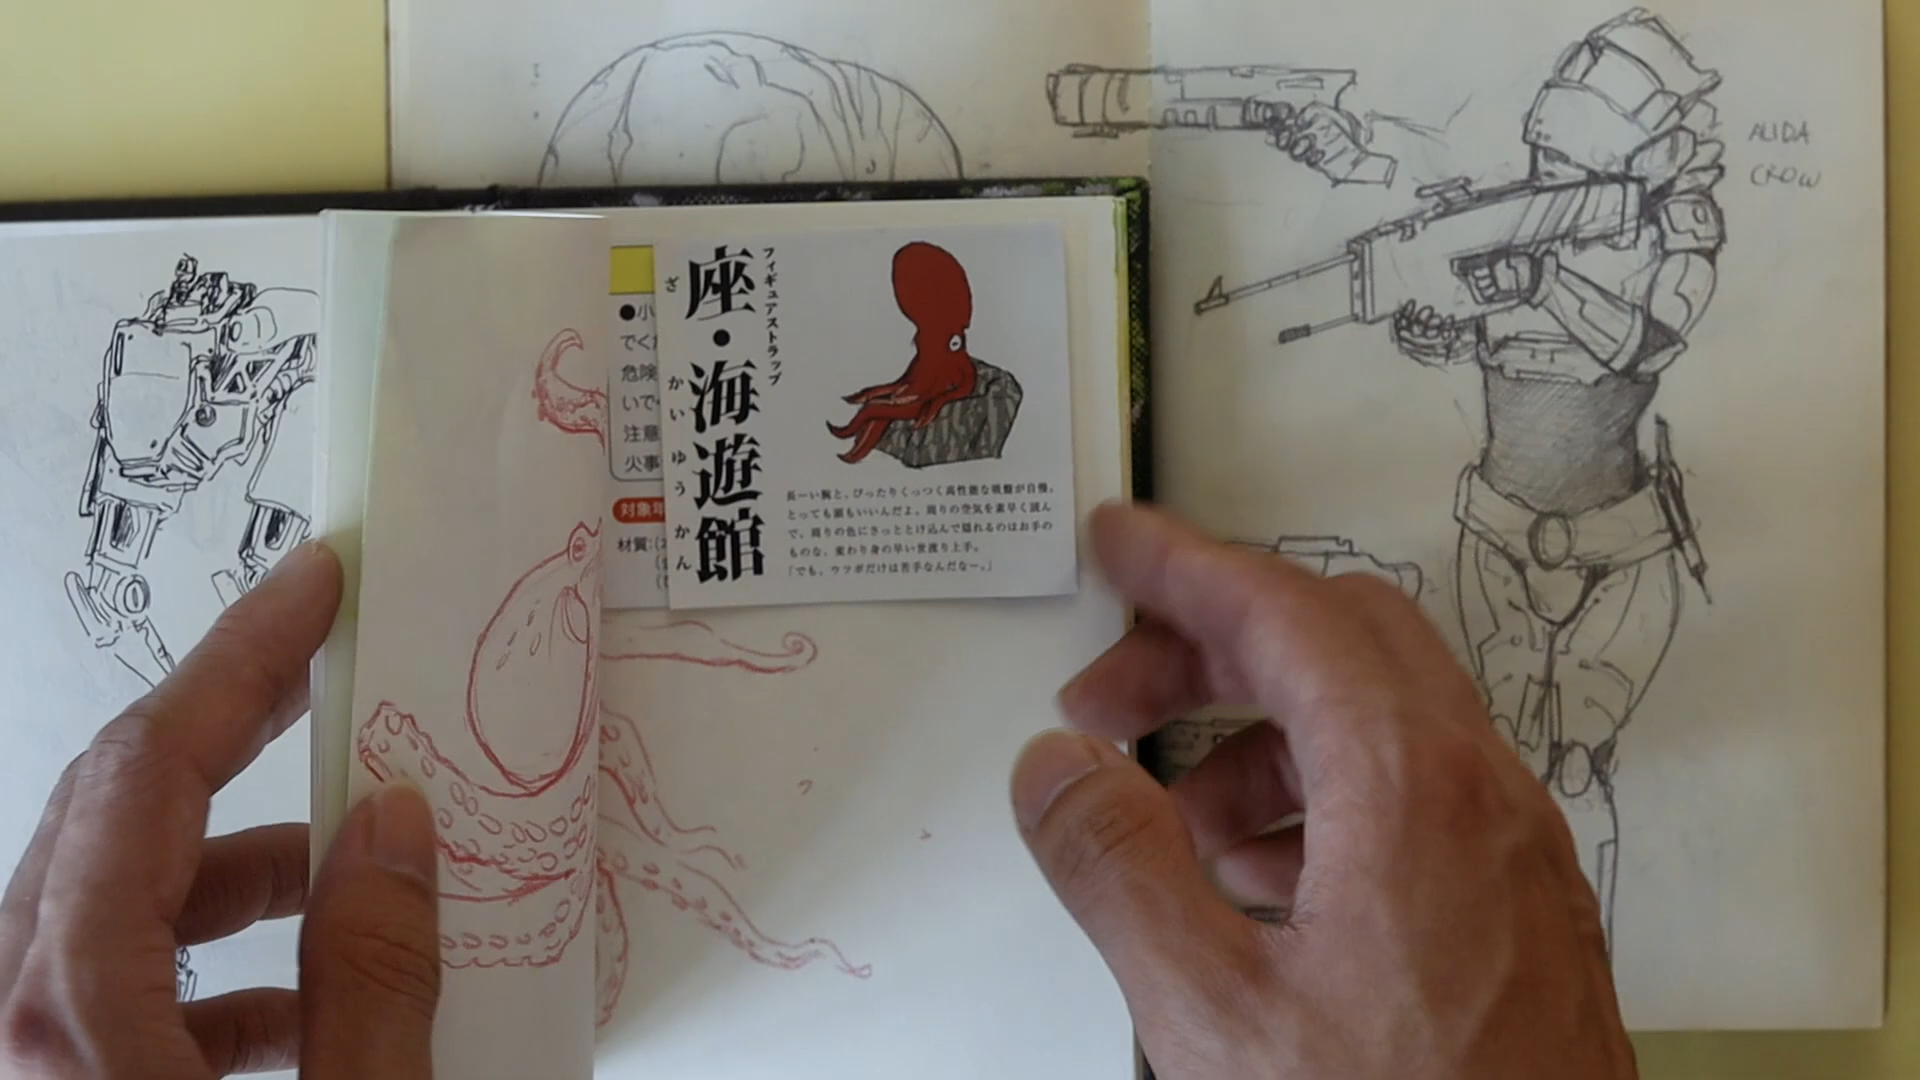 ALIDA
CROW
フィギュアストラップ
座・海遊館
ざ かいゆうかん
長ーい腕と、ぴったりくっつく高性能な吸盤が自慢。
とっても頭もいいんだよ。周りの空気を素早く読ん
で、周りの色にさっととけ込んで隠れるのはお手の
ものな、変わり身の早い世渡り上手。
「でも、ウツボだけは苦手なんだなー。」
●小
でく
危険
いで
注意
火事
対象年
材質: